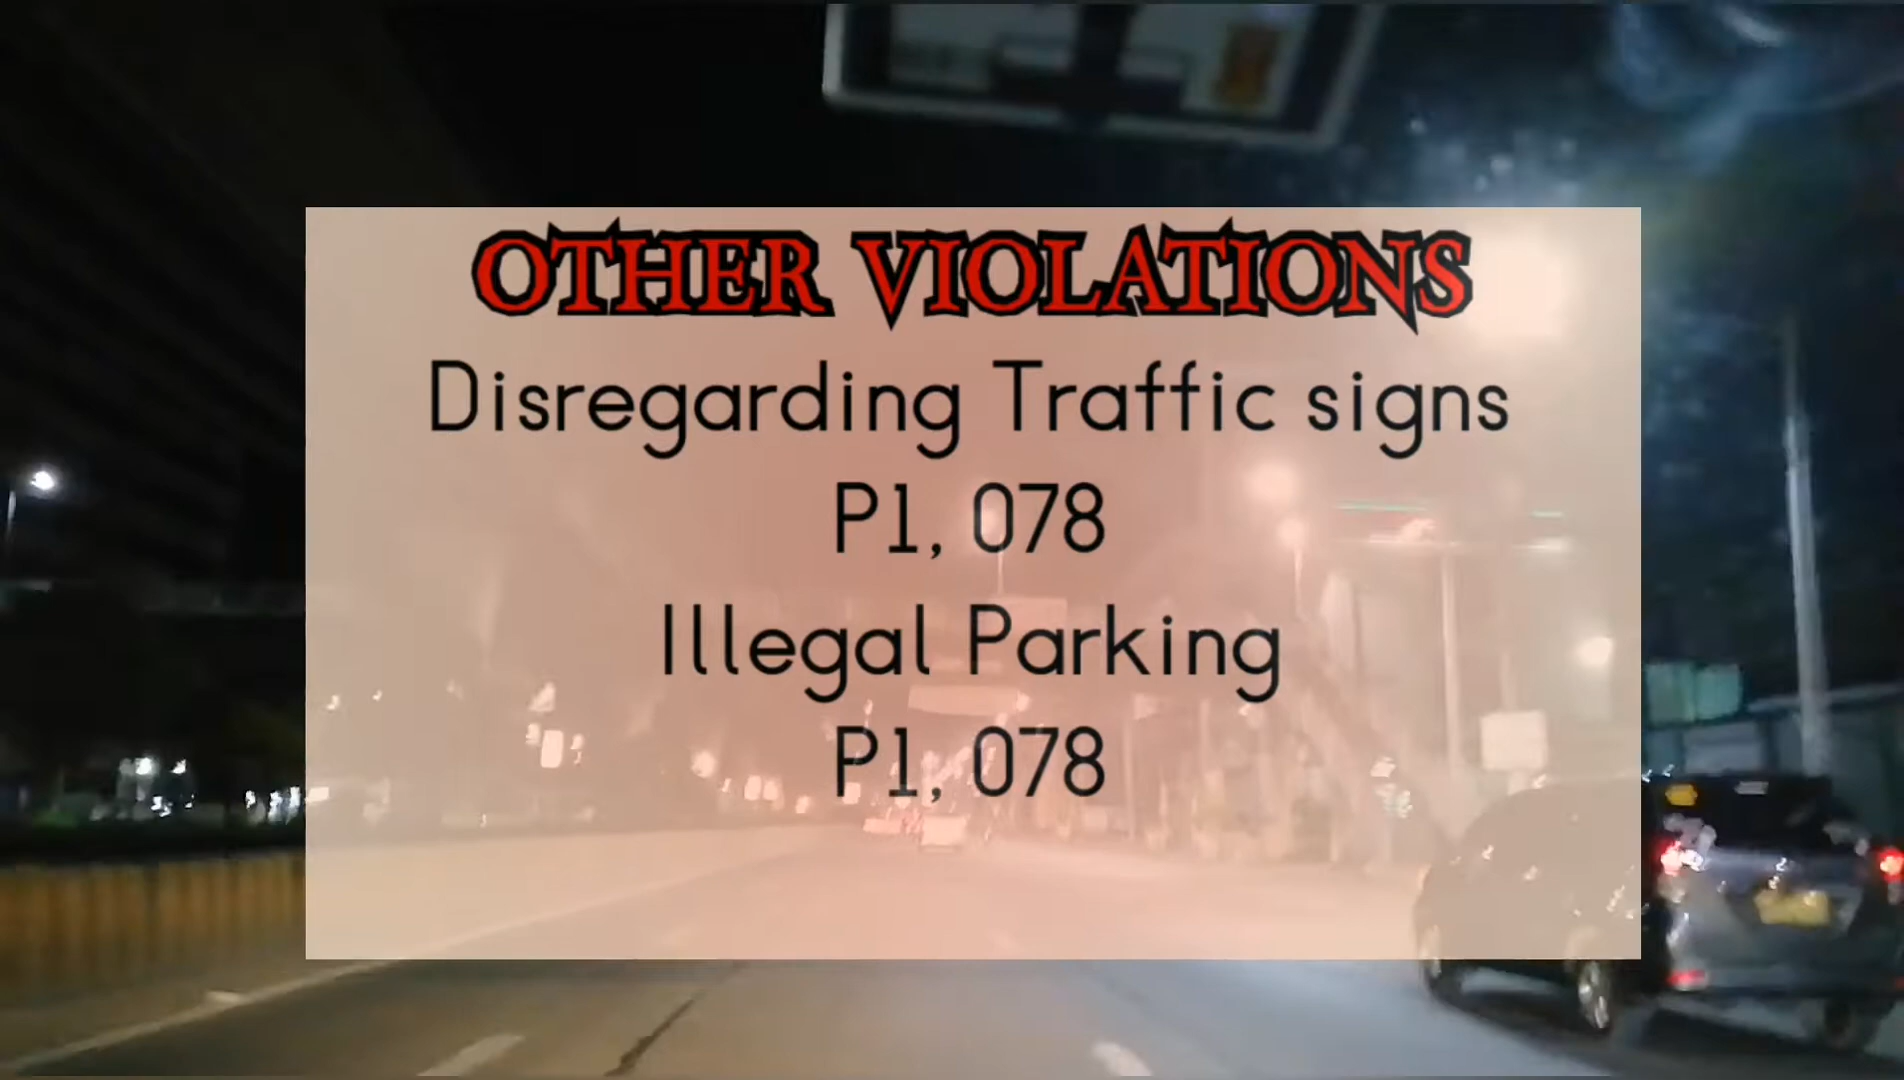 OTHER VIOLATIONS
Disregarding Traffic signs
P1, 078
Illegal Parking
P1, 078